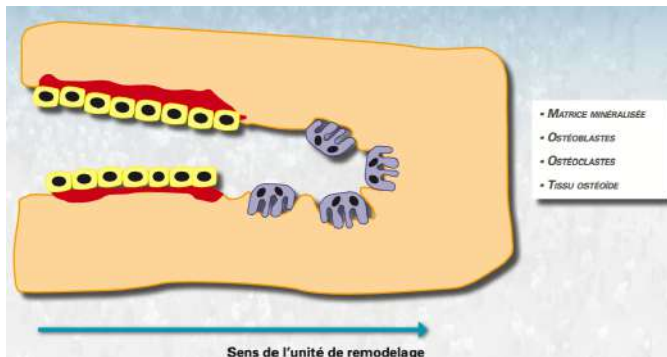 • Matrice minéralisée
• Ostéoblastes
• Ostéoclastes
• Tissu ostéoïde
Sens de l'unité de remodelage